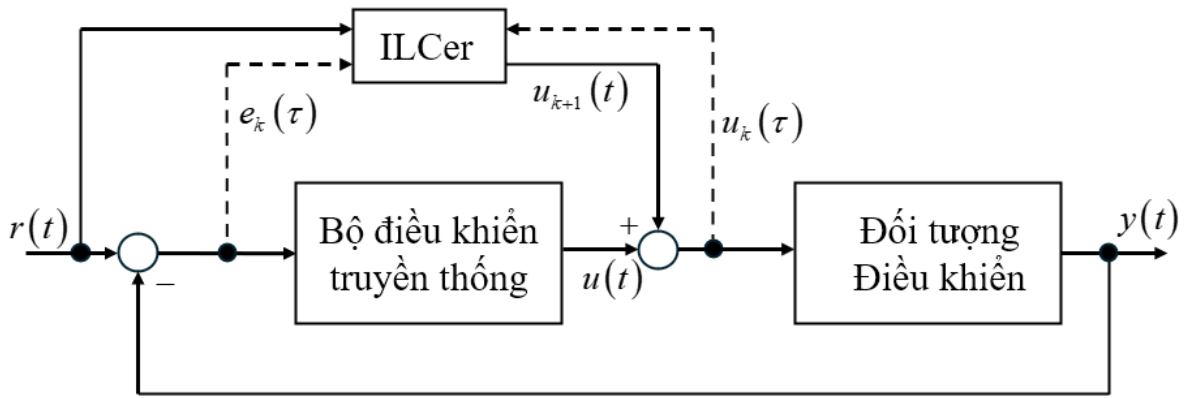 ILCer
u_{k+1}(t)
e_k(τ)
u_k(τ)
r(t)
Bộ điều khiển
truyền thống
+
u(t)
Đối tượng
Điều khiển
y(t)
−